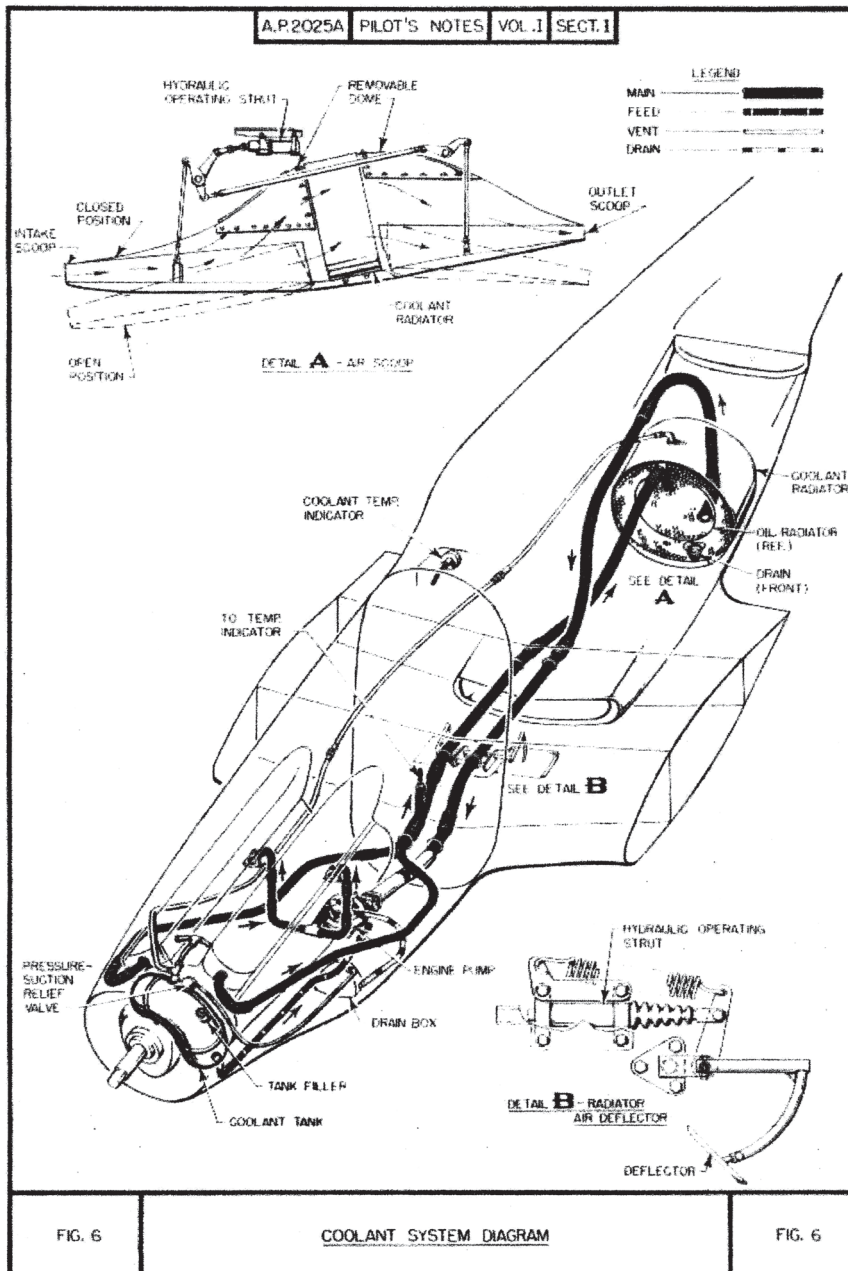 A.P.2025A PILOT'S NOTES VOL.I SECT.I
LEGEND
MAIN
FEED
VENT
DRAIN
HYDRAULIC
OPERATING STRUT
REMOVABLE
DOME
CLOSED
POSITION
INTAKE
SCOOP
OUTLET
SCOOP
COOLANT
RADIATOR
OPEN
POSITION
DETAIL A - AIR SCOOP
COOLANT TEMP.
INDICATOR
COOLANT
RADIATOR
OIL RADIATOR
(REF.)
DRAIN
(FRONT)
SEE DETAIL
A
TO TEMP.
INDICATOR
SEE DETAIL B
PRESSURE-
SUCTION
RELIEF
VALVE
ENGINE PUMP
DRAIN BOX
TANK FILLER
COOLANT TANK
HYDRAULIC OPERATING
STRUT
DETAIL B - RADIATOR
AIR DEFLECTOR
DEFLECTOR
FIG. 6
COOLANT SYSTEM DIAGRAM
FIG. 6